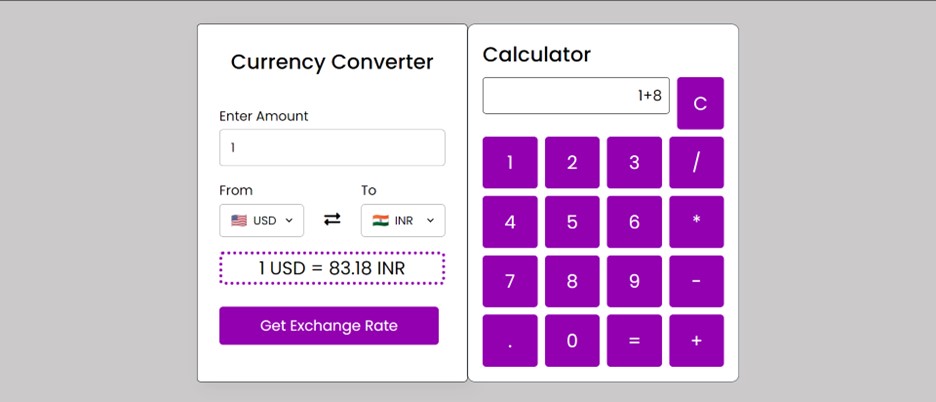 Currency Converter
Enter Amount
1
From To
USD INR
1 USD = 83.18 INR
Get Exchange Rate
Calculator
1+8 C
1 2 3 /
4 5 6 *
7 8 9 -
. 0 = +